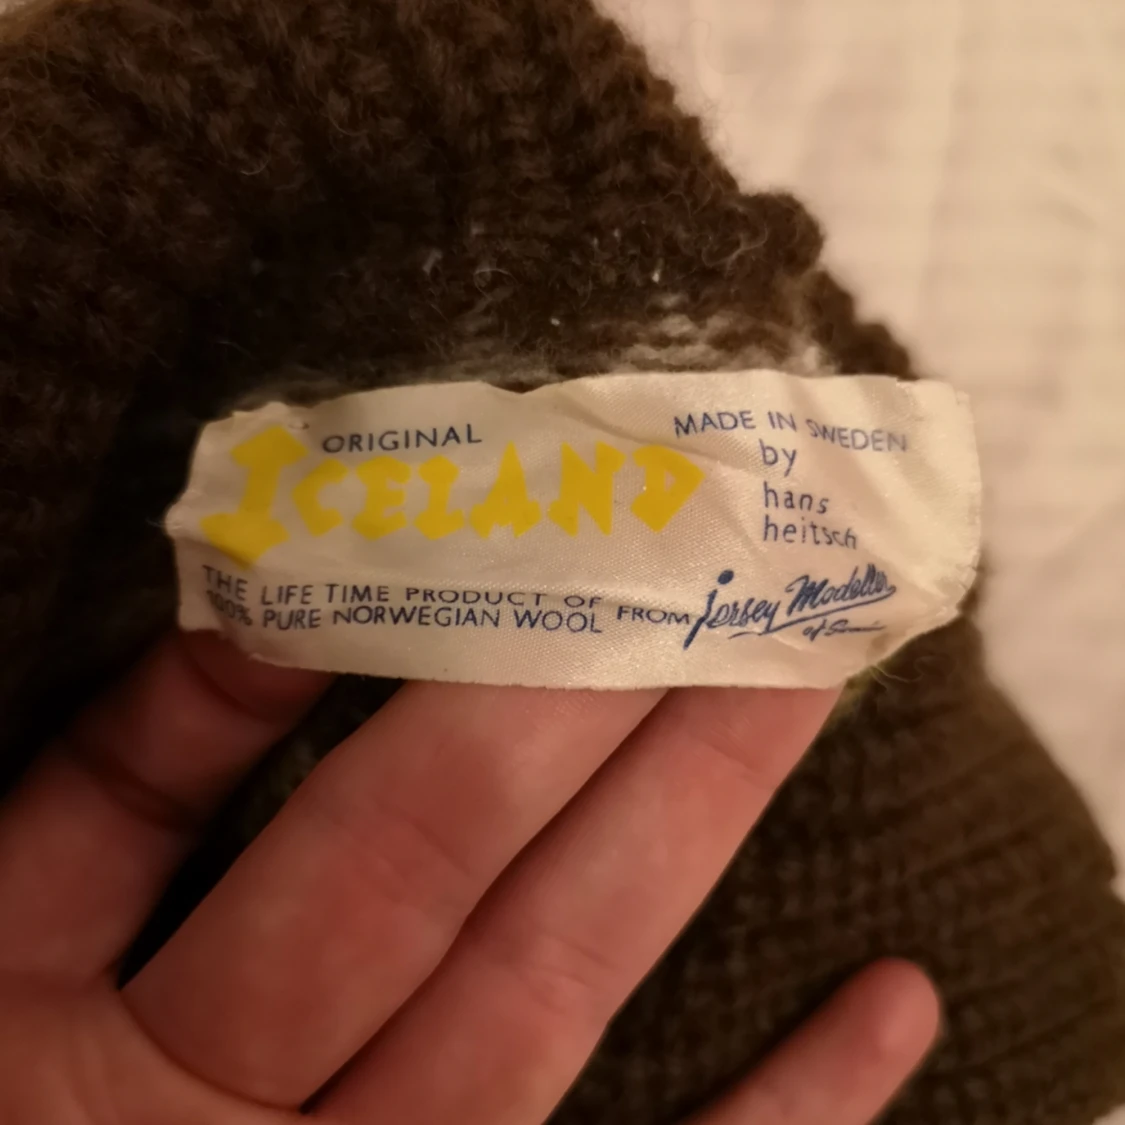 ORIGINAL
ICELAND
THE LIFE TIME PRODUCT OF
100% PURE NORWEGIAN WOOL FROM
MADE IN SWEDEN
by
hans
heitsch
jersey Modeller
of